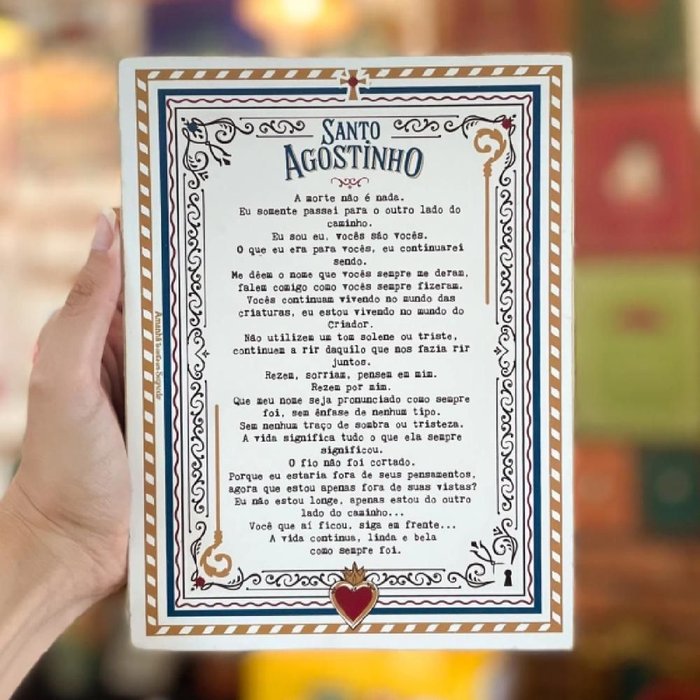 SANTO
AGOSTINHO
A morte não é nada.
Eu somente passei para o outro lado do
caminho.
Eu sou eu, vocês são vocês.
O que eu era para vocês, eu continuarei
sendo.
Me dêem o nome que vocês sempre me deram,
falem comigo como vocês sempre fizeram.
Vocês continuam vivendo no mundo das
criaturas, eu estou vivendo no mundo do
Criador.
Não utilizem um tom solene ou triste,
continuem a rir daquilo que nos fazia rir
juntos.
Rezem, sorriam, pensem em mim.
Rezem por mim.
Que meu nome seja pronunciado como sempre
foi, sem ênfase de nenhum tipo.
Sem nenhum traço de sombra ou tristeza.
A vida significa tudo o que ela sempre
significou.
O fio não foi cortado.
Porque eu estaria fora de seus pensamentos,
agora que estou apenas fora de suas vistas?
Eu não estou longe, apenas estou do outro
lado do caminho...
Você que aí ficou, siga em frente...
A vida continua, linda e bela
como sempre foi.